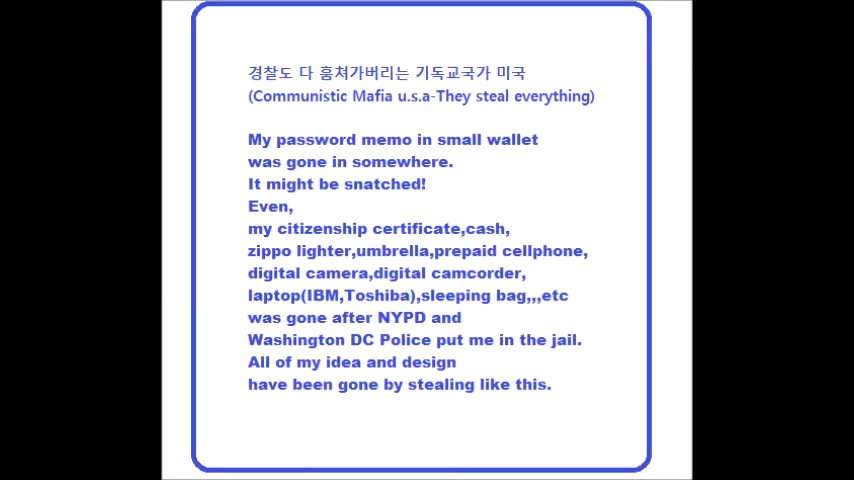 경찰도 다 훔쳐가버리는 기독교국가 미국
(Communistic Mafia u.s.a-They steal everything)
My password memo in small wallet
was gone in somewhere.
It might be snatched!
Even,
my citizenship certificate,cash,
zippo lighter,umbrella,prepaid cellphone,
digital camera,digital camcorder,
laptop(IBM,Toshiba),sleeping bag,,,etc
was gone after NYPD and
Washington DC Police put me in the jail.
All of my idea and design
have been gone by stealing like this.